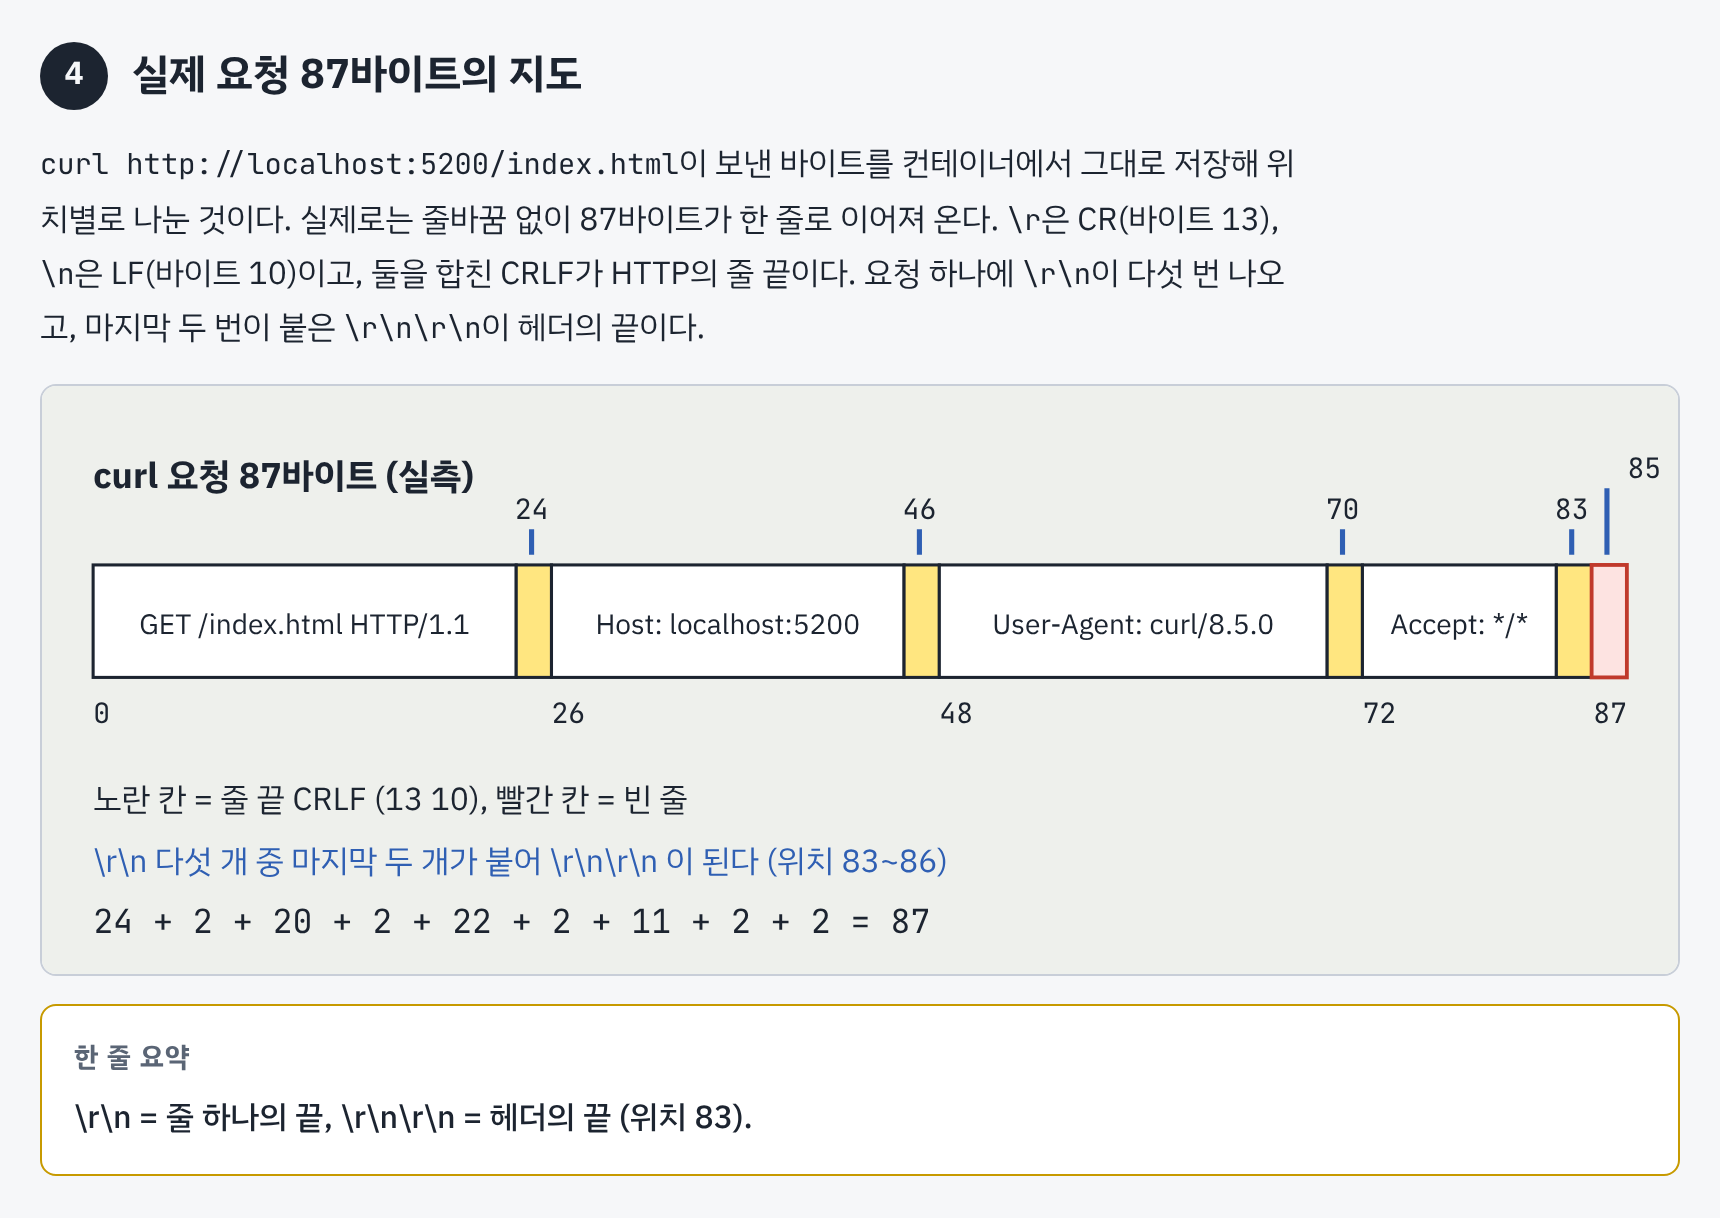 4 실제 요청 87바이트의 지도
curl http://localhost:5200/index.html이 보낸 바이트를 컨테이너에서 그대로 저장해 위
치별로 나눈 것이다. 실제로는 줄바꿈 없이 87바이트가 한 줄로 이어져 온다. \r은 CR(바이트 13),
\n은 LF(바이트 10)이고, 둘을 합친 CRLF가 HTTP의 줄 끝이다. 요청 하나에 \r\n이 다섯 번 나오
고, 마지막 두 번이 붙은 \r\n\r\n이 헤더의 끝이다.
curl 요청 87바이트 (실측)
85
24 46 70 83
GET /index.html HTTP/1.1 Host: localhost:5200 User-Agent: curl/8.5.0 Accept: */*
0 26 48 72 87
노란 칸 = 줄 끝 CRLF (13 10), 빨간 칸 = 빈 줄
\r\n 다섯 개 중 마지막 두 개가 붙어 \r\n\r\n 이 된다 (위치 83~86)
24 + 2 + 20 + 2 + 22 + 2 + 11 + 2 + 2 = 87
한 줄 요약
\r\n = 줄 하나의 끝, \r\n\r\n = 헤더의 끝 (위치 83).